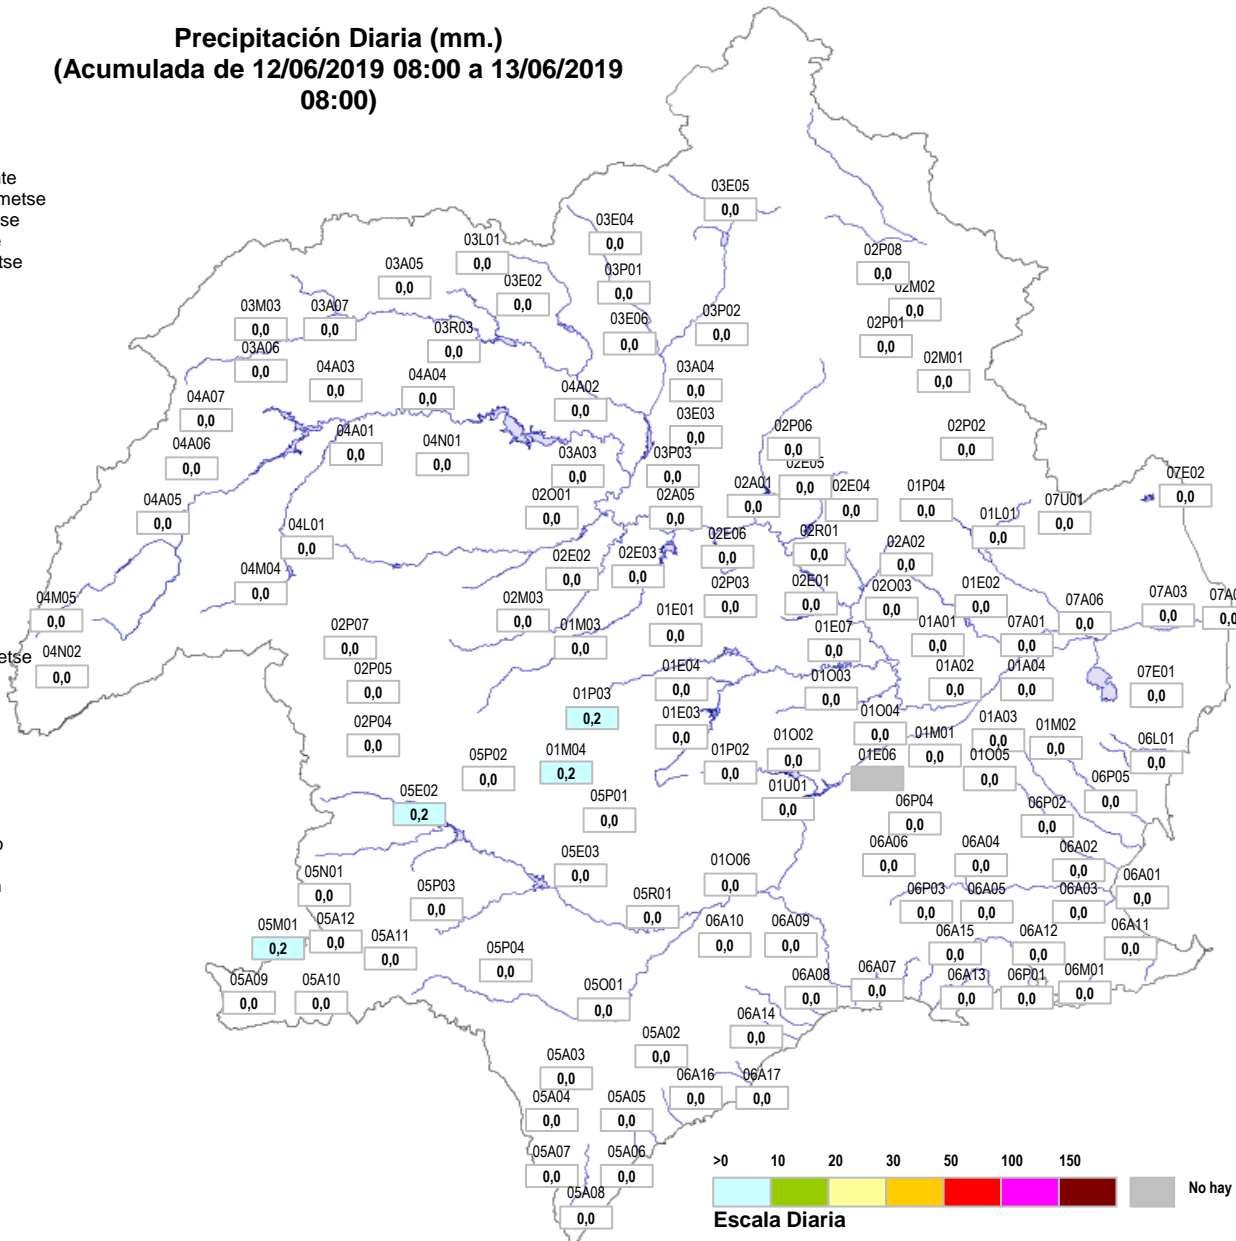 Precipitación Diaria (mm.)
(Acumulada de 12/06/2019 08:00 a 13/06/2019
08:00)
nte
metse
se
e
tse
03E05
0,0
03E04
0,0
03L01
0,0
02P08
0,0
03A05
0,0
03P01
0,0
03E02
0,0
02M02
0,0
03M03
0,0
03A07
0,0
03E06
0,0
03P02
0,0
02P01
0,0
03R03
0,0
03A06
0,0
04A03
0,0
04A04
0,0
03A04
0,0
02M01
0,0
04A07
0,0
04A02
0,0
03E03
0,0
04A01
0,0
04N01
0,0
02P06
0,0
02P02
0,0
04A06
0,0
03A03
0,0
03P03
0,0
02E05
0,0
07E02
0,0
04A05
0,0
02O01
0,0
02A05
0,0
02A01
0,0
02E04
0,0
01P04
0,0
07U01
0,0
01L01
0,0
04L01
0,0
02E06
0,0
02R01
0,0
02A02
0,0
02E02
0,0
02E03
0,0
04M04
0,0
02P03
0,0
02E01
0,0
02O03
0,0
01E02
0,0
07A03
0,0
07A0
0,0
07A06
0,0
04M05
0,0
02M03
0,0
01E01
0,0
02P07
0,0
01M03
0,0
01E07
0,0
01A01
0,0
07A01
0,0
etse
04N02
0,0
02P05
0,0
01E04
0,0
01O03
0,0
01A02
0,0
01A04
0,0
07E01
0,0
01P03
0,2
02P04
0,0
01E03
0,0
01O04
0,0
01A03
0,0
01M02
0,0
01M01
0,0
06L01
0,0
05P02
0,0
01M04
0,2
01P02
0,0
01O02
0,0
01E06
01O05
0,0
06P05
0,0
05E02
0,2
05P01
0,0
01U01
0,0
06P04
0,0
06P02
0,0
o
05E03
0,0
01O06
0,0
06A06
0,0
06A04
0,0
06A02
0,0
n
05N01
0,0
05P03
0,0
05R01
0,0
06P03
0,0
06A05
0,0
06A03
0,0
06A01
0,0
05M01
0,2
05A12
0,0
05A11
0,0
06A10
0,0
06A09
0,0
06A15
0,0
06A12
0,0
06A11
0,0
05P04
0,0
05A09
0,0
05A10
0,0
05O01
0,0
06A08
0,0
06A07
0,0
06A13
0,0
06P01
0,0
06M01
0,0
06A14
0,0
05A02
0,0
05A03
0,0
06A16
0,0
06A17
0,0
05A04
0,0
05A05
0,0
05A07
0,0
05A06
0,0
05A08
0,0
>0 10 20 30 50 100 150
No hay
Escala Diaria